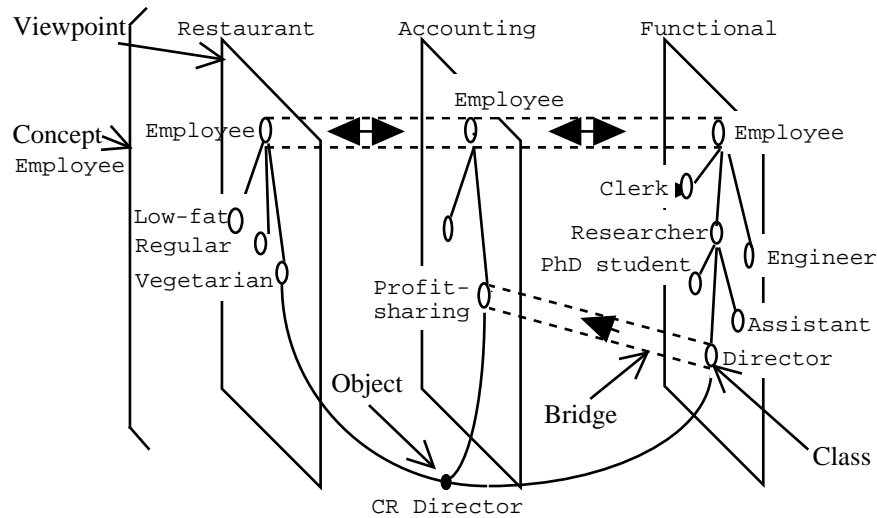 Viewpoint
Restaurant
Accounting
Functional
Concept
Employee
Employee
Employee
Employee
Clerk
Low-fat
Regular
Vegetarian
Researcher
PhD student
Engineer
Profit-
sharing
Assistant
Director
Object
Bridge
Class
CR Director